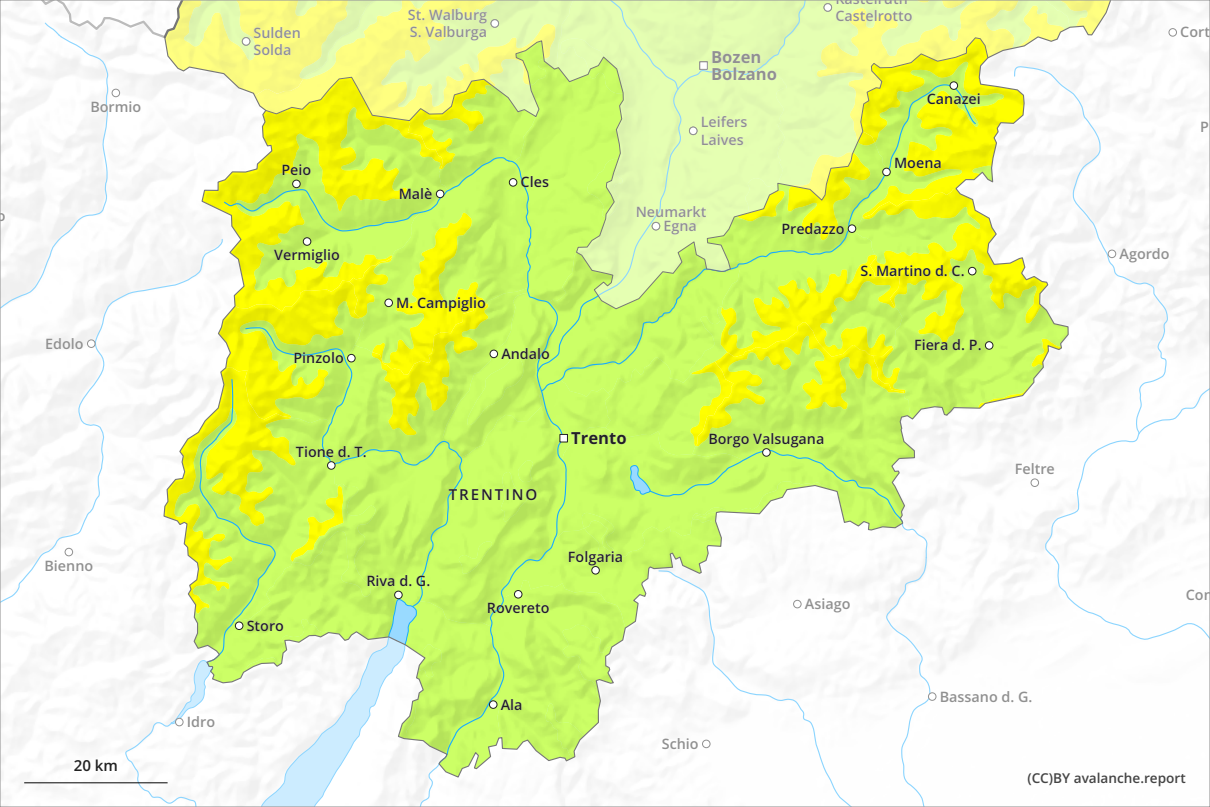 St. Walburg
S. Valburga
Castelrotto
Sulden
Solda
Cort
Bozen
Bolzano
Bormio
Canazei
Leifers
Laives
Peio
Moena
Malè
Cles
Neumarkt
Egna
Predazzo
Vermiglio
Agordo
S. Martino d. C.
M. Campiglio
Edolo
Pinzolo
Andalo
Fiera d. P.
Trento
Borgo Valsugana
Tione d. T.
Feltre
TRENTINO
Bienno
Folgaria
Riva d. G.
Rovereto
Asiago
Cor
Storo
Bassano d. G.
Ala
Idro
Schio
20 km
(CC)BY avalanche.report